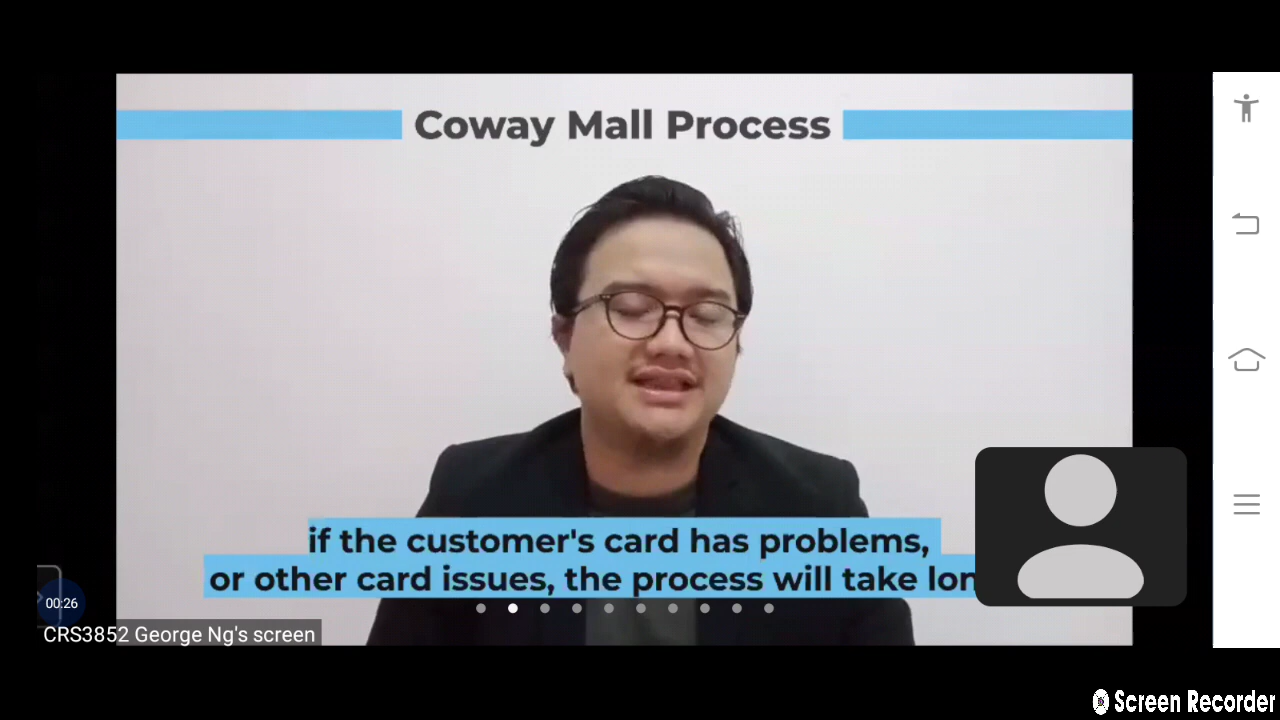 Coway Mall Process
if the customer's card has problems,
or other card issues, the process will take lon
00:26
CRS3852 George Ng's screen
Screen Recorder